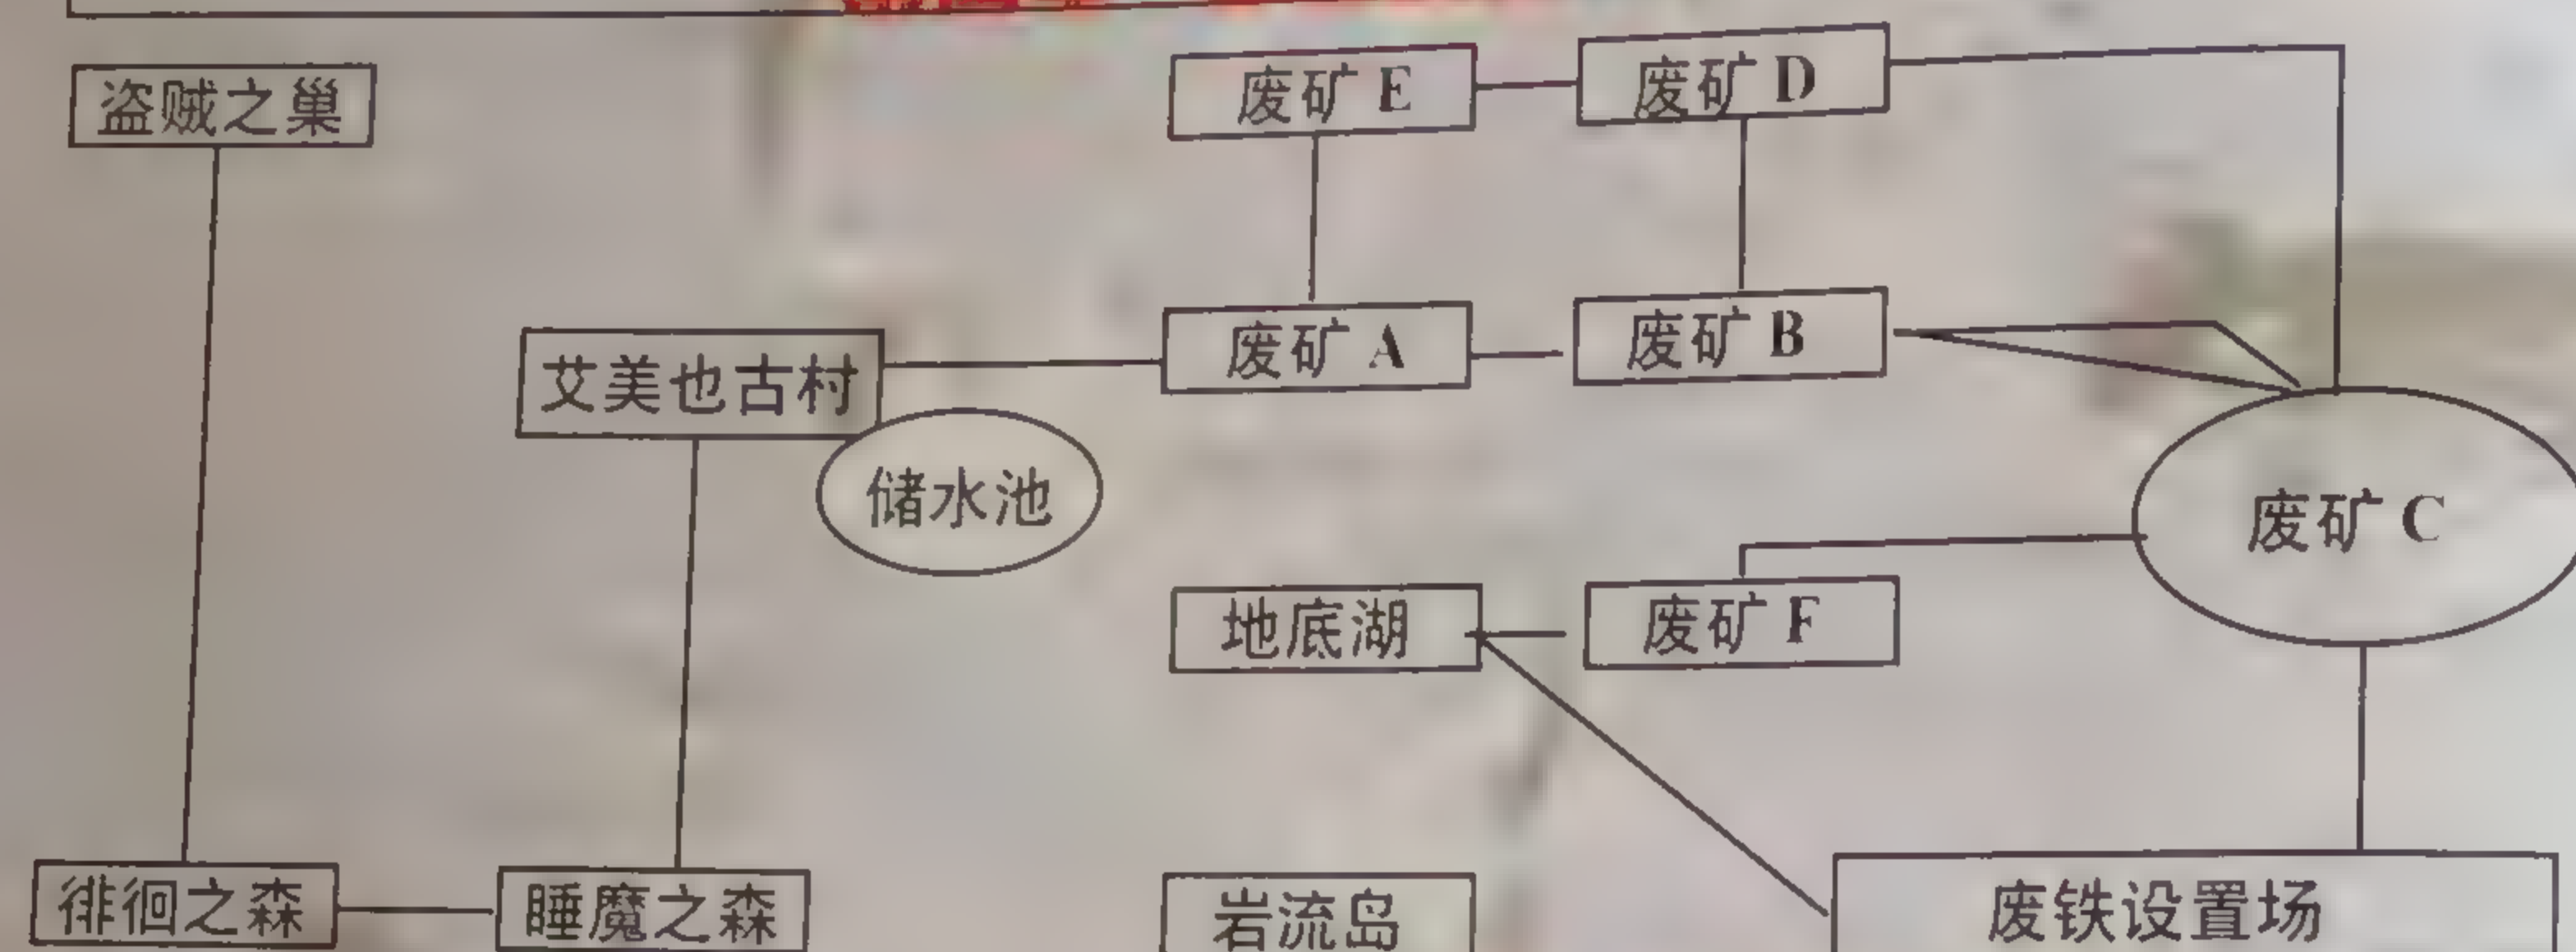 盗贼之巢
废矿 E
废矿 D
艾美也古村
废矿 A
废矿 B
储水池
废矿 C
地底湖
废矿 F
徘徊之森
睡魔之森
岩流岛
废铁设置场